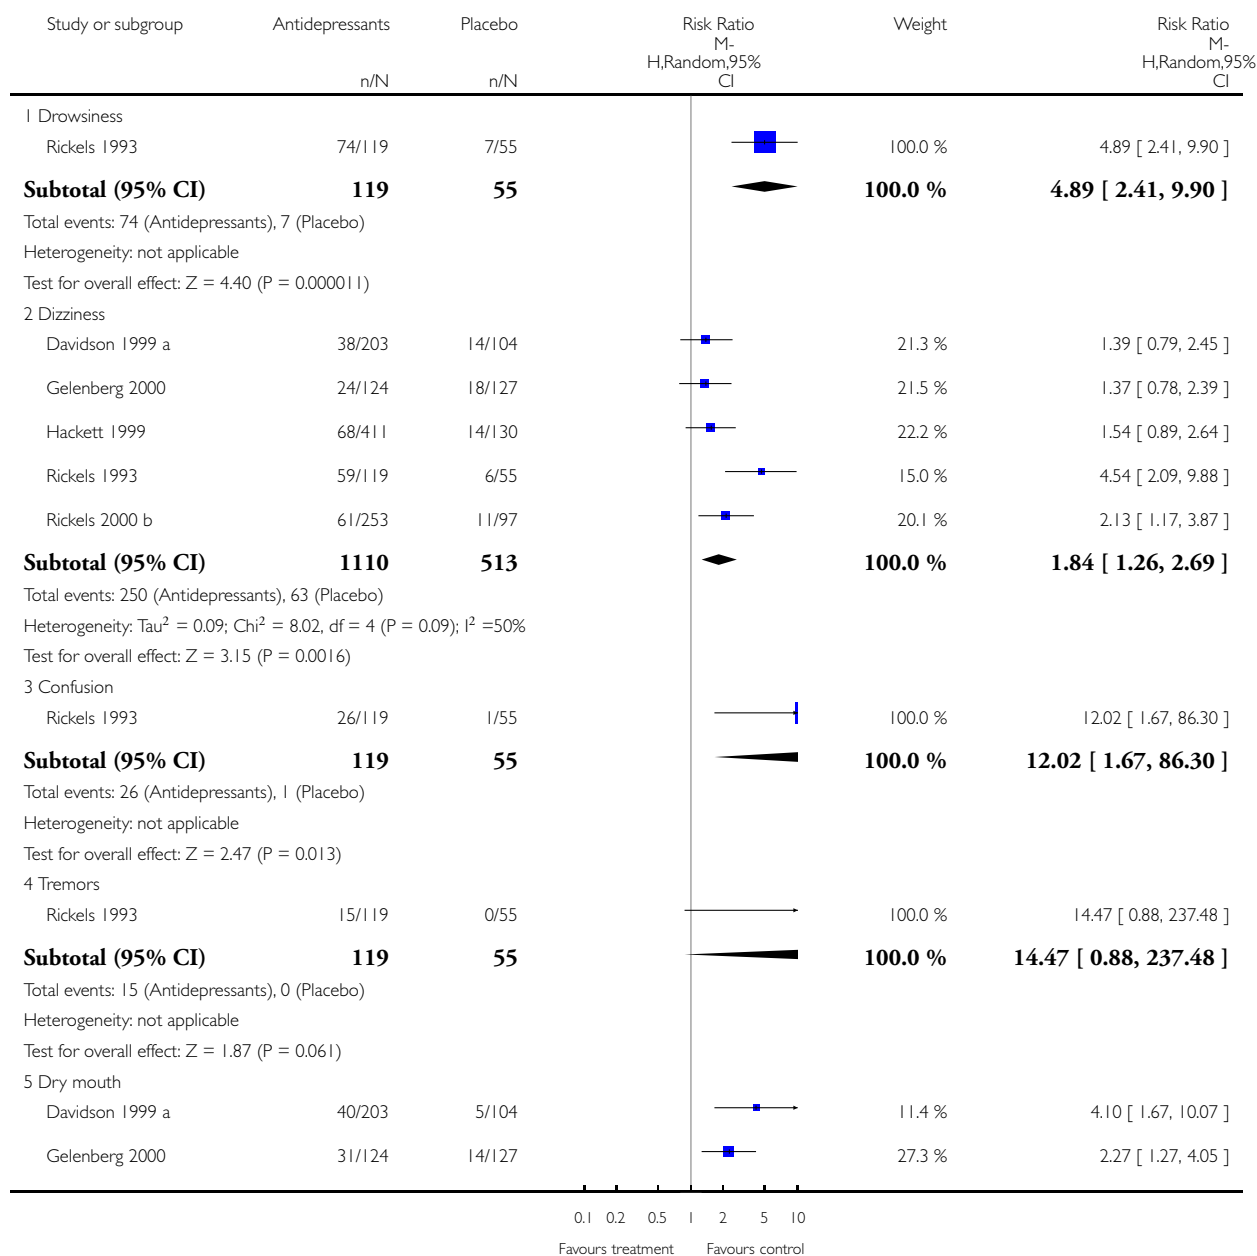 Study or subgroup Antidepressants Placebo Risk Ratio Weight Risk Ratio
M- M-
H,Random,95% H,Random,95%
n/N n/N CI CI
1 Drowsiness
Rickels 1993 74/119 7/55 100.0 % 4.89 [ 2.41, 9.90 ]
Subtotal (95% CI) 119 55 100.0 % 4.89 [ 2.41, 9.90 ]
Total events: 74 (Antidepressants), 7 (Placebo)
Heterogeneity: not applicable
Test for overall effect: Z = 4.40 (P = 0.000011)
2 Dizziness
Davidson 1999 a 38/203 14/104 21.3 % 1.39 [ 0.79, 2.45 ]
Gelenberg 2000 24/124 18/127 21.5 % 1.37 [ 0.78, 2.39 ]
Hackett 1999 68/411 14/130 22.2 % 1.54 [ 0.89, 2.64 ]
Rickels 1993 59/119 6/55 15.0 % 4.54 [ 2.09, 9.88 ]
Rickels 2000 b 61/253 11/97 20.1 % 2.13 [ 1.17, 3.87 ]
Subtotal (95% CI) 1110 513 100.0 % 1.84 [ 1.26, 2.69 ]
Total events: 250 (Antidepressants), 63 (Placebo)
Heterogeneity: Tau² = 0.09; Chi² = 8.02, df = 4 (P = 0.09); I² =50%
Test for overall effect: Z = 3.15 (P = 0.0016)
3 Confusion
Rickels 1993 26/119 1/55 100.0 % 12.02 [ 1.67, 86.30 ]
Subtotal (95% CI) 119 55 100.0 % 12.02 [ 1.67, 86.30 ]
Total events: 26 (Antidepressants), 1 (Placebo)
Heterogeneity: not applicable
Test for overall effect: Z = 2.47 (P = 0.013)
4 Tremors
Rickels 1993 15/119 0/55 100.0 % 14.47 [ 0.88, 237.48 ]
Subtotal (95% CI) 119 55 100.0 % 14.47 [ 0.88, 237.48 ]
Total events: 15 (Antidepressants), 0 (Placebo)
Heterogeneity: not applicable
Test for overall effect: Z = 1.87 (P = 0.061)
5 Dry mouth
Davidson 1999 a 40/203 5/104 11.4 % 4.10 [ 1.67, 10.07 ]
Gelenberg 2000 31/124 14/127 27.3 % 2.27 [ 1.27, 4.05 ]
0.1 0.2 0.5 1 2 5 10
Favours treatment Favours control